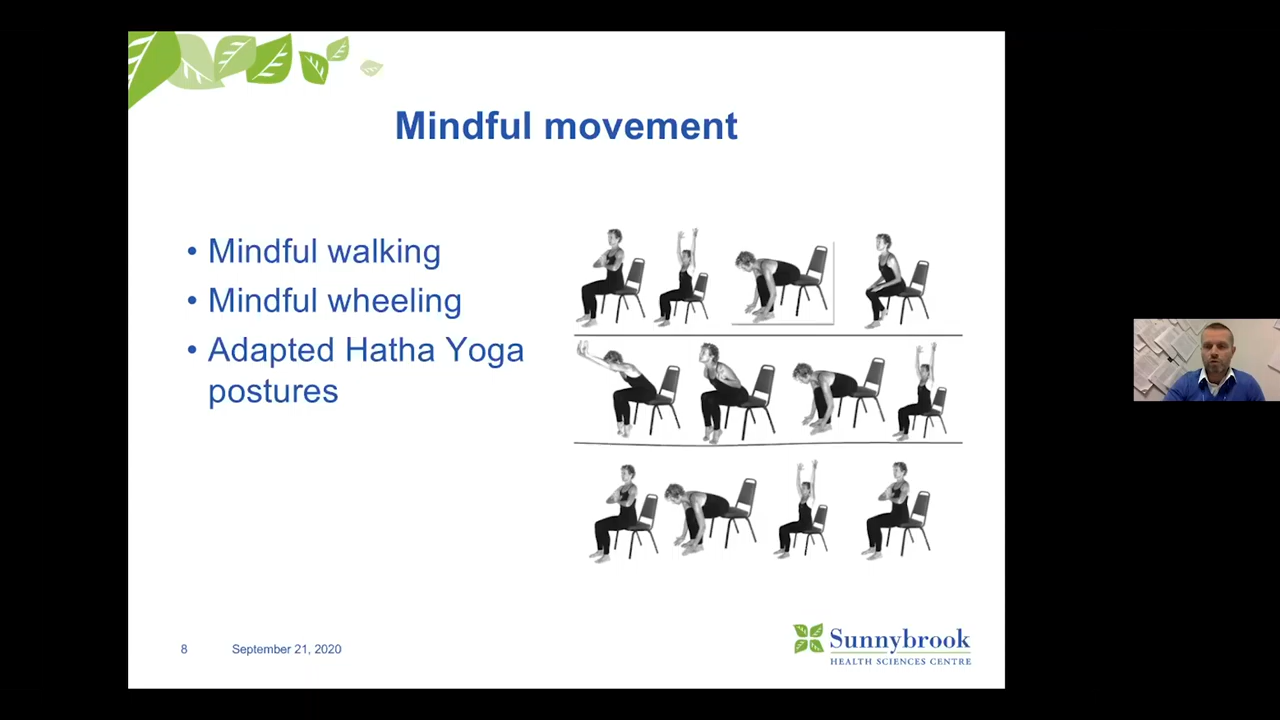 Mindful movement
• Mindful walking
• Mindful wheeling
• Adapted Hatha Yoga
postures
8 September 21, 2020
Sunnybrook
HEALTH SCIENCES CENTRE